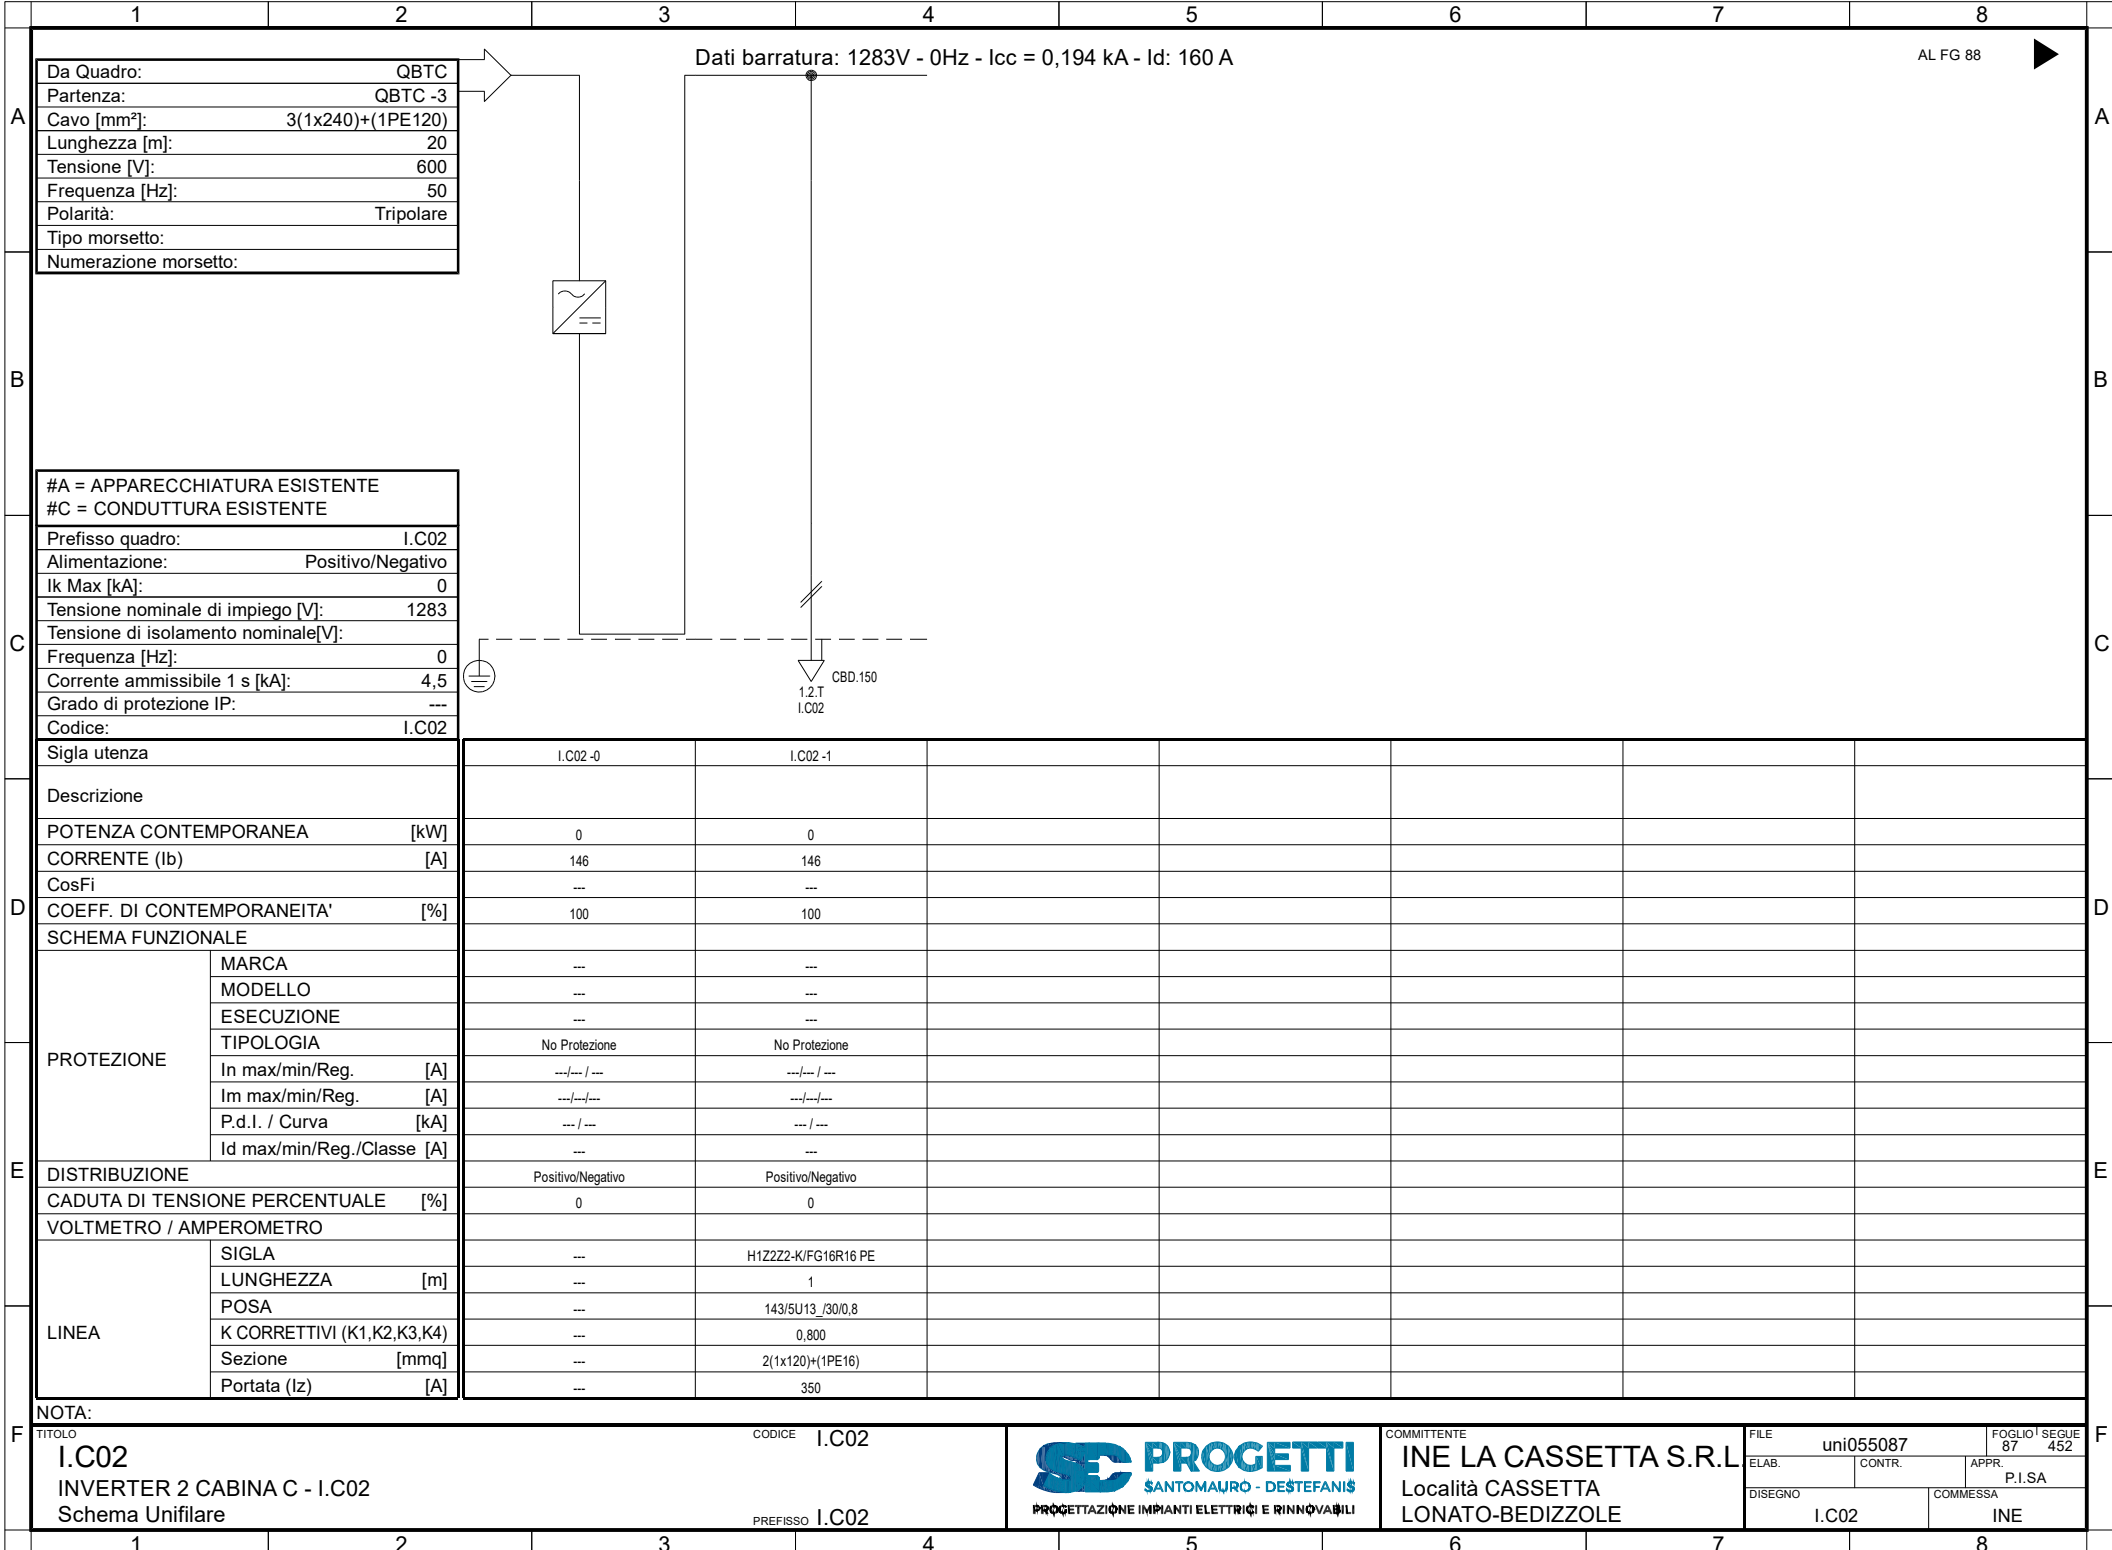 1 2 3 4 5 6 7 8
Dati barratura: 1283V - 0Hz - Icc = 0,194 kA - Id: 160 A
AL FG 88
Da Quadro: QBTC
Partenza: QBTC -3
Cavo [mm²]: 3(1x240)+(1PE120)
Lunghezza [m]: 20
Tensione [V]: 600
Frequenza [Hz]: 50
Polarità: Tripolare
Tipo morsetto:
Numerazione morsetto:
A A
B B
#A = APPARECCHIATURA ESISTENTE
#C = CONDUTTURA ESISTENTE
Prefisso quadro: I.C02
Alimentazione: Positivo/Negativo
Ik Max [kA]: 0
Tensione nominale di impiego [V]: 1283
Tensione di isolamento nominale[V]:
Frequenza [Hz]: 0
Corrente ammissibile 1 s [kA]: 4,5
Grado di protezione IP: ---
Codice: I.C02
C C
CBD.150
1.2.T
I.C02
Sigla utenza I.C02 -0 I.C02 -1
Descrizione
POTENZA CONTEMPORANEA [kW] 0 0
CORRENTE (Ib) [A] 146 146
CosFi --- ---
D D
COEFF. DI CONTEMPORANEITA' [%] 100 100
SCHEMA FUNZIONALE
PROTEZIONE
MARCA --- ---
MODELLO --- ---
ESECUZIONE --- ---
TIPOLOGIA No Protezione No Protezione
In max/min/Reg. [A] ---/--- / --- ---/--- / ---
Im max/min/Reg. [A] ---/---/--- ---/---/---
P.d.I. / Curva [kA] --- / --- --- / ---
Id max/min/Reg./Classe [A] --- ---
E E
DISTRIBUZIONE Positivo/Negativo Positivo/Negativo
CADUTA DI TENSIONE PERCENTUALE [%] 0 0
VOLTMETRO / AMPEROMETRO
LINEA
SIGLA --- H1Z2Z2-K/FG16R16 PE
LUNGHEZZA [m] --- 1
POSA --- 143/5U13_/30/0,8
K CORRETTIVI (K1,K2,K3,K4) --- 0,800
Sezione [mmq] --- 2(1x120)+(1PE16)
Portata (Iz) [A] --- 350
NOTA:
F F
TITOLO
I.C02
INVERTER 2 CABINA C - I.C02
Schema Unifilare
CODICE I.C02
PREFISSO I.C02
SD PROGETTI
SANTOMAURO - DESTEFANIS
PROGETTAZIONE IMPIANTI ELETTRICI E RINNOVABILI
COMMITTENTE
INE LA CASSETTA S.R.L.
Località CASSETTA
LONATO-BEDIZZOLE
FILE uni055087
FOGLIO 87 SEGUE 452
ELAB. CONTR. APPR. P.I.SA
DISEGNO I.C02
COMMESSA INE
1 2 3 4 5 6 7 8